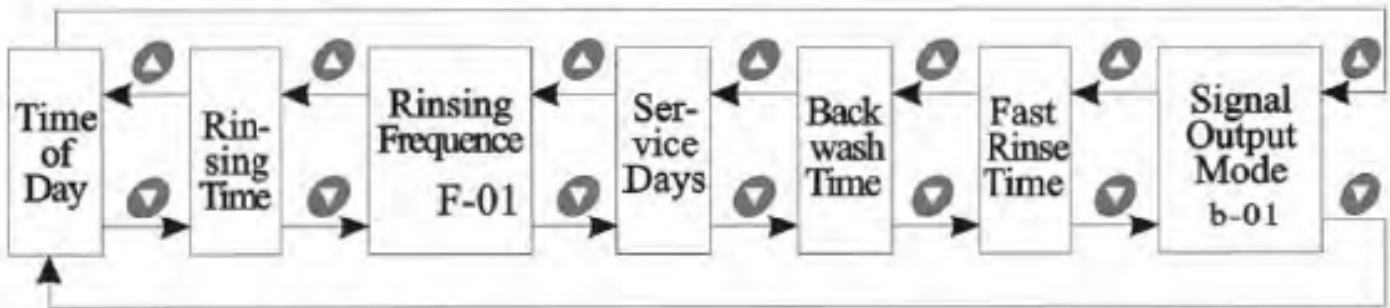 Time
of
Day
Rin-
sing
Time
Rinsing
Frequence
F-01
Ser-
vice
Days
Back
wash
Time
Fast
Rinse
Time
Signal
Output
Mode
b-01